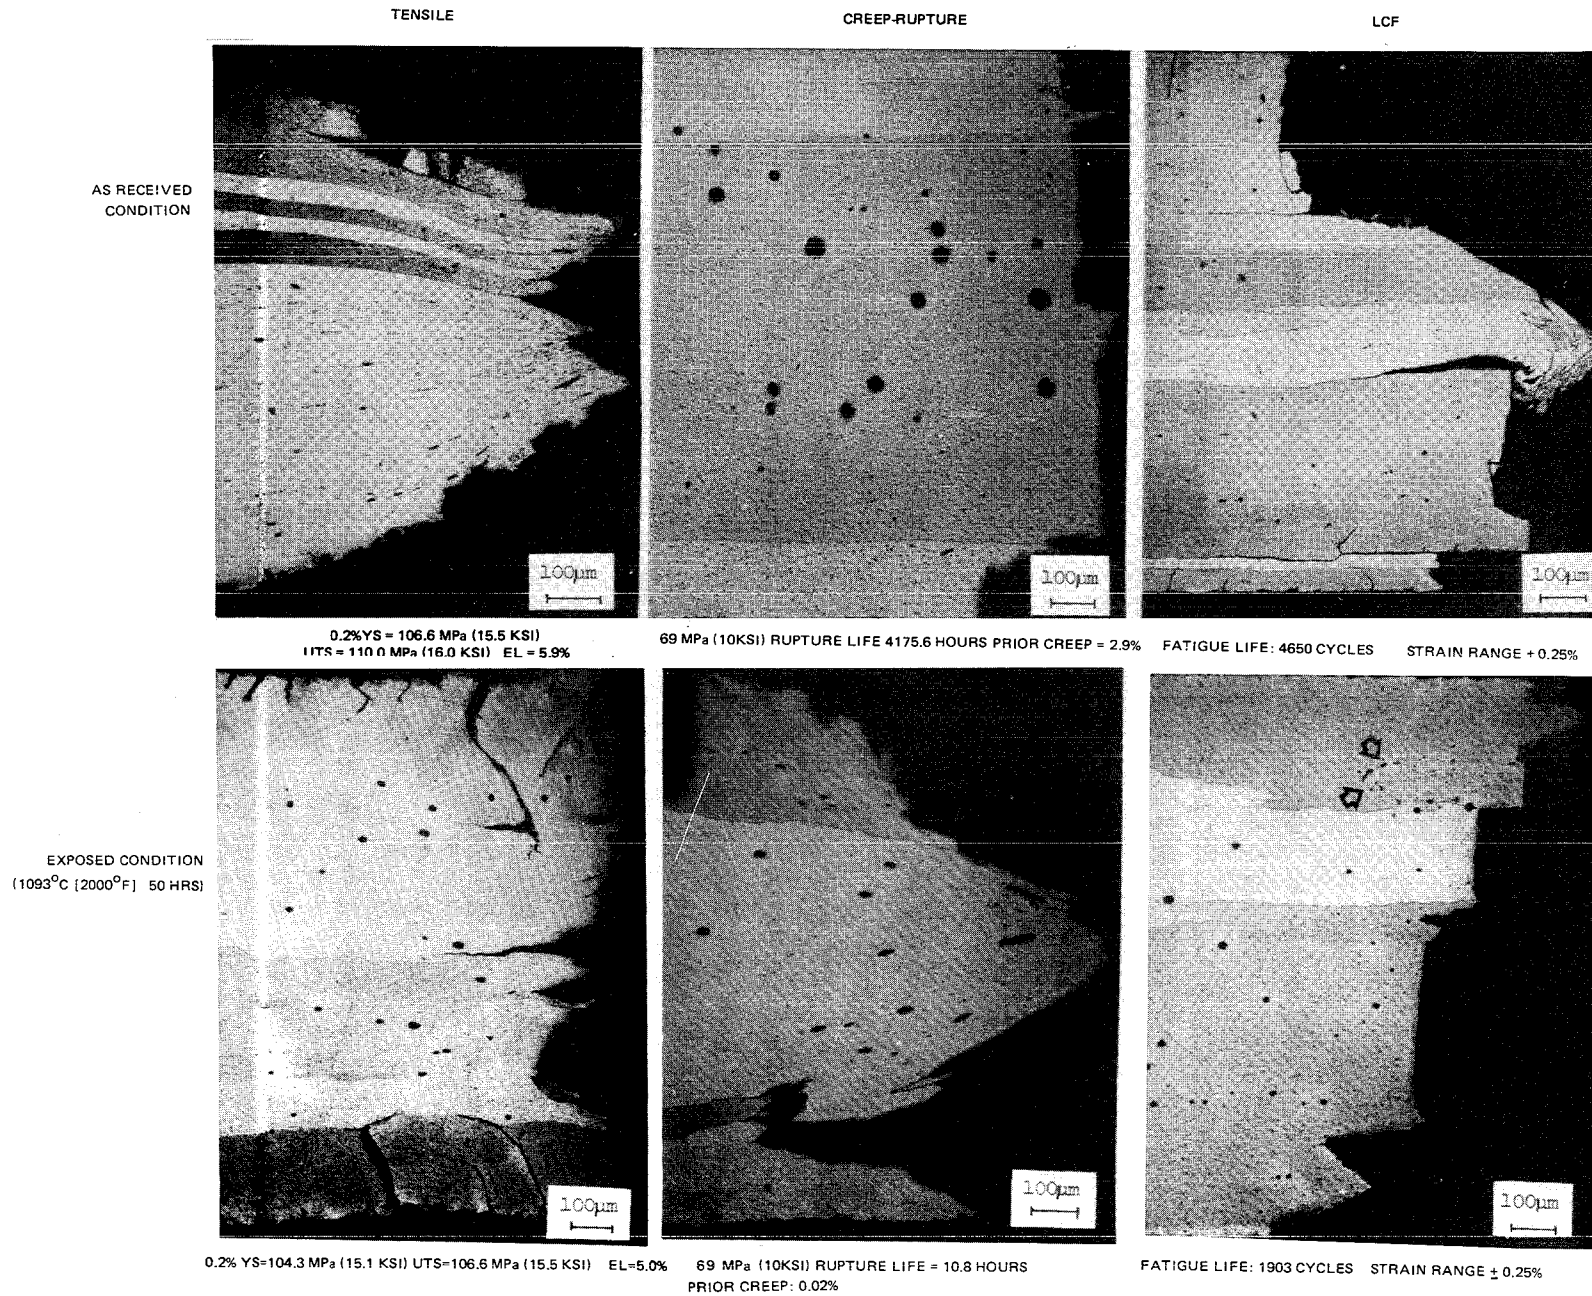 TENSILE
CREEP-RUPTURE
LCF
AS RECEIVED
CONDITION
100µm
100µm
100µm
0.2%YS = 106.6 MPa (15.5 KSI)
UTS = 110.0 MPa (16.0 KSI) EL = 5.9%
69 MPa (10KSI) RUPTURE LIFE 4175.6 HOURS PRIOR CREEP = 2.9%
FATIGUE LIFE: 4650 CYCLES STRAIN RANGE + 0.25%
EXPOSED CONDITION
(1093°C [2000°F] 50 HRS)
100µm
100µm
100µm
0.2% YS=104.3 MPa (15.1 KSI) UTS=106.6 MPa (15.5 KSI) EL=5.0%
69 MPa (10KSI) RUPTURE LIFE = 10.8 HOURS
PRIOR CREEP: 0.02%
FATIGUE LIFE: 1903 CYCLES STRAIN RANGE ± 0.25%